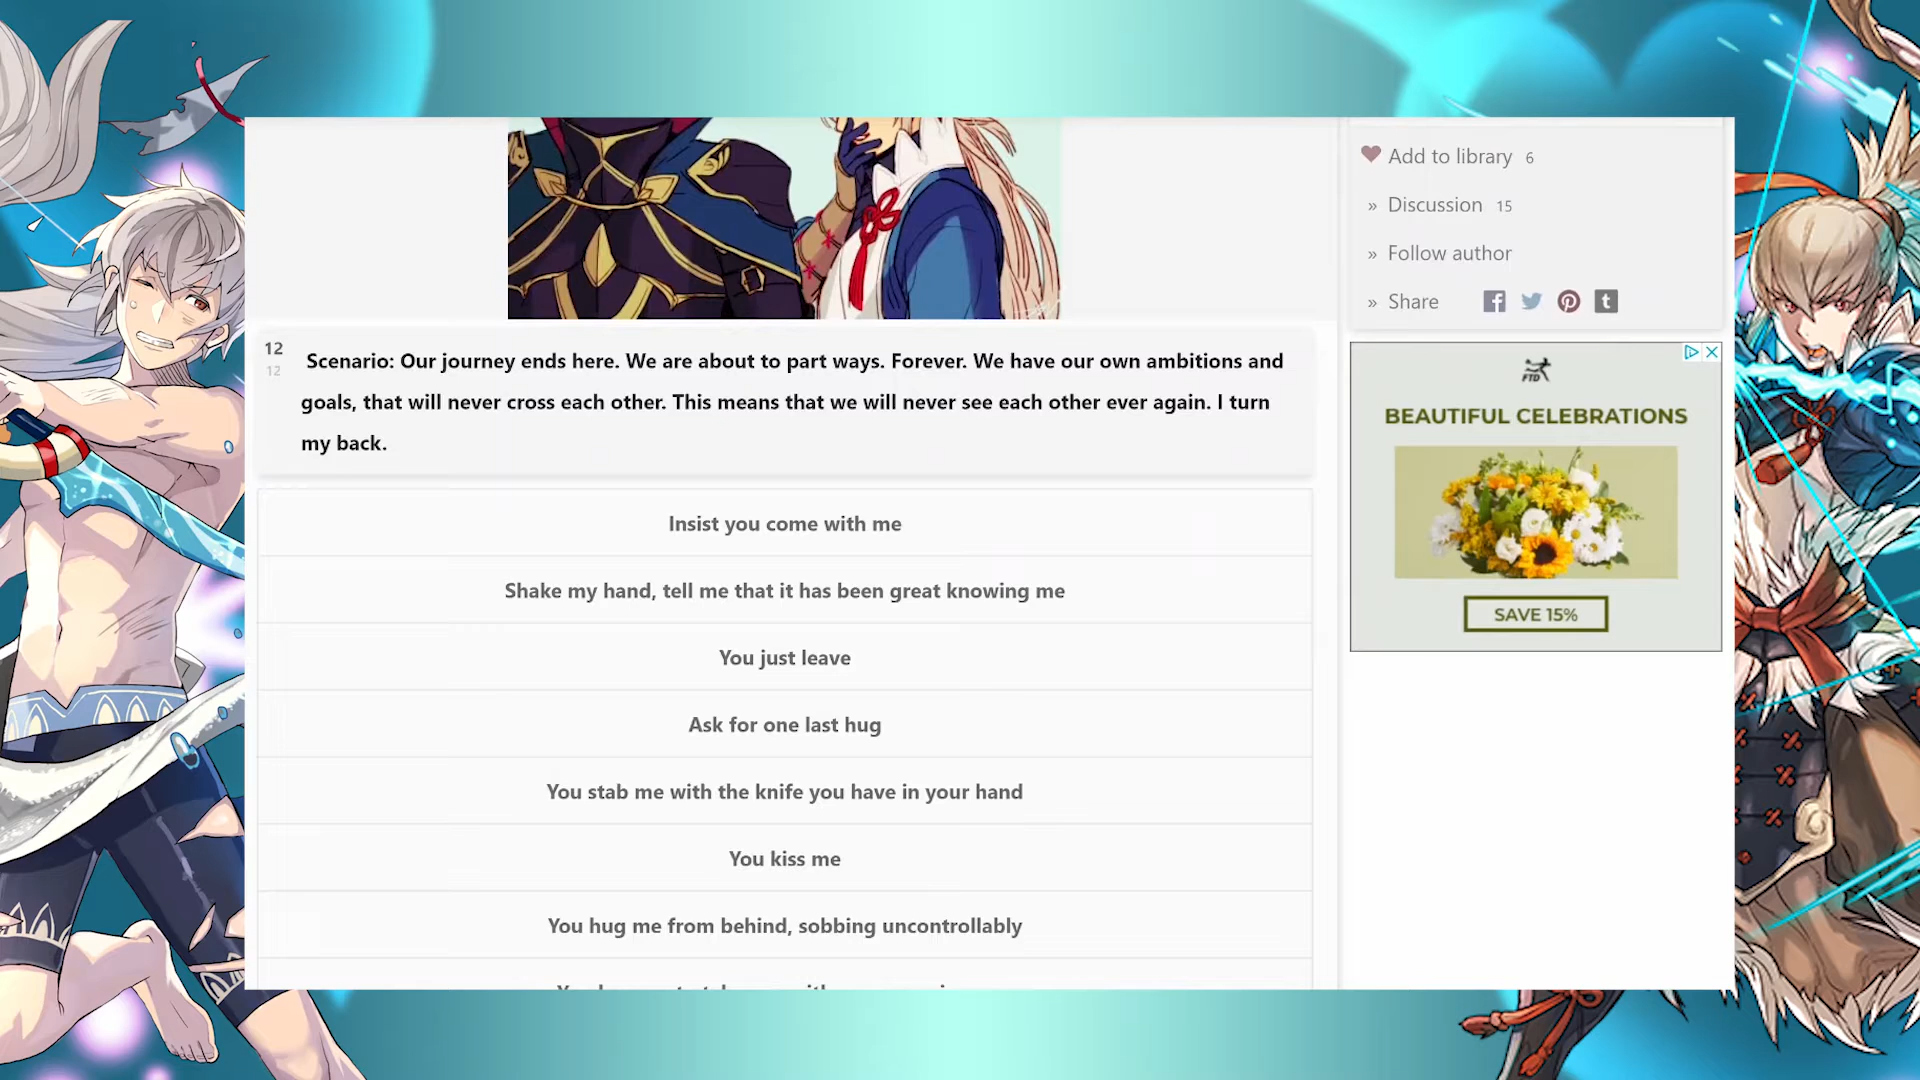 Add to library 6
» Discussion 15
» Follow author
» Share
12
12
Scenario: Our journey ends here. We are about to part ways. Forever. We have our own ambitions and
goals, that will never cross each other. This means that we will never see each other ever again. I turn
my back.
Insist you come with me
Shake my hand, tell me that it has been great knowing me
You just leave
Ask for one last hug
You stab me with the knife you have in your hand
You kiss me
You hug me from behind, sobbing uncontrollably
FTD
BEAUTIFUL CELEBRATIONS
SAVE 15%